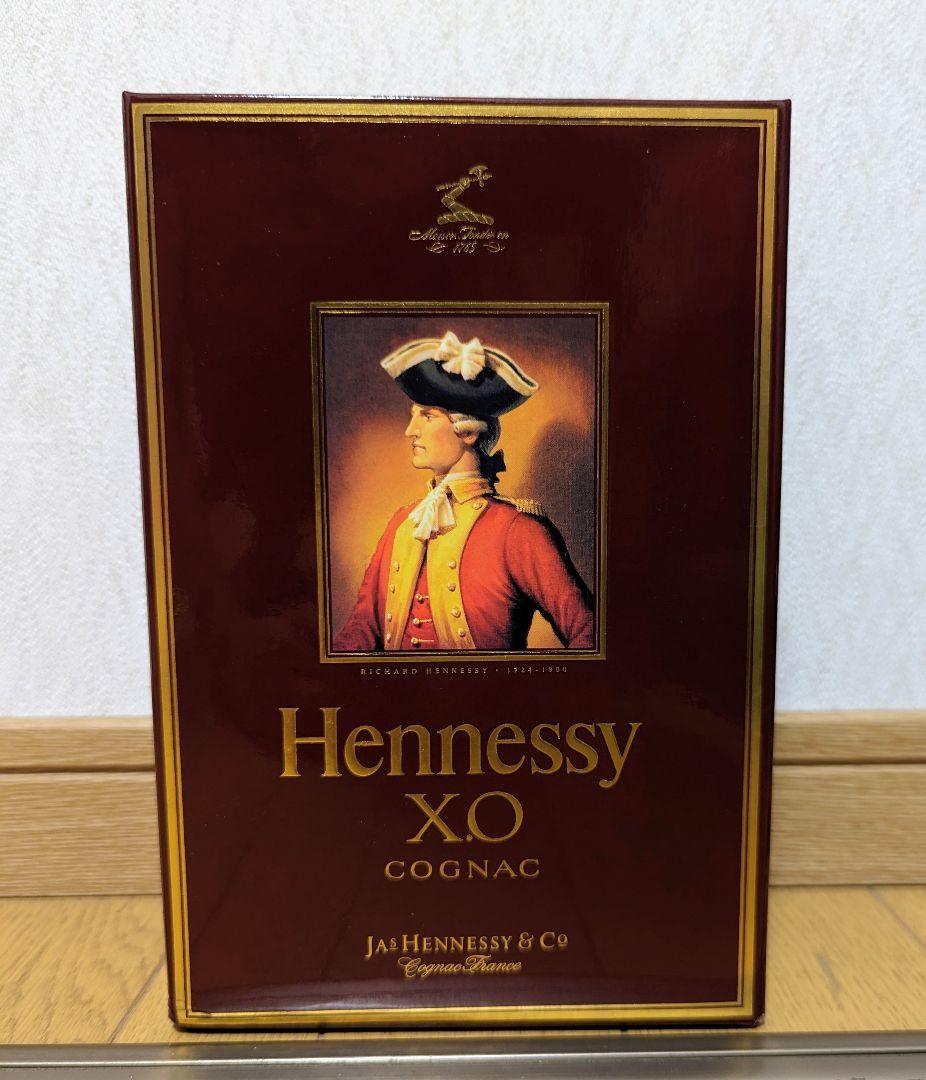 Maison Fondée en
1765
RICHARD HENNESSY • 1724-1800
Hennessy
X.O
COGNAC
JAS HENNESSY & CO
Cognac France